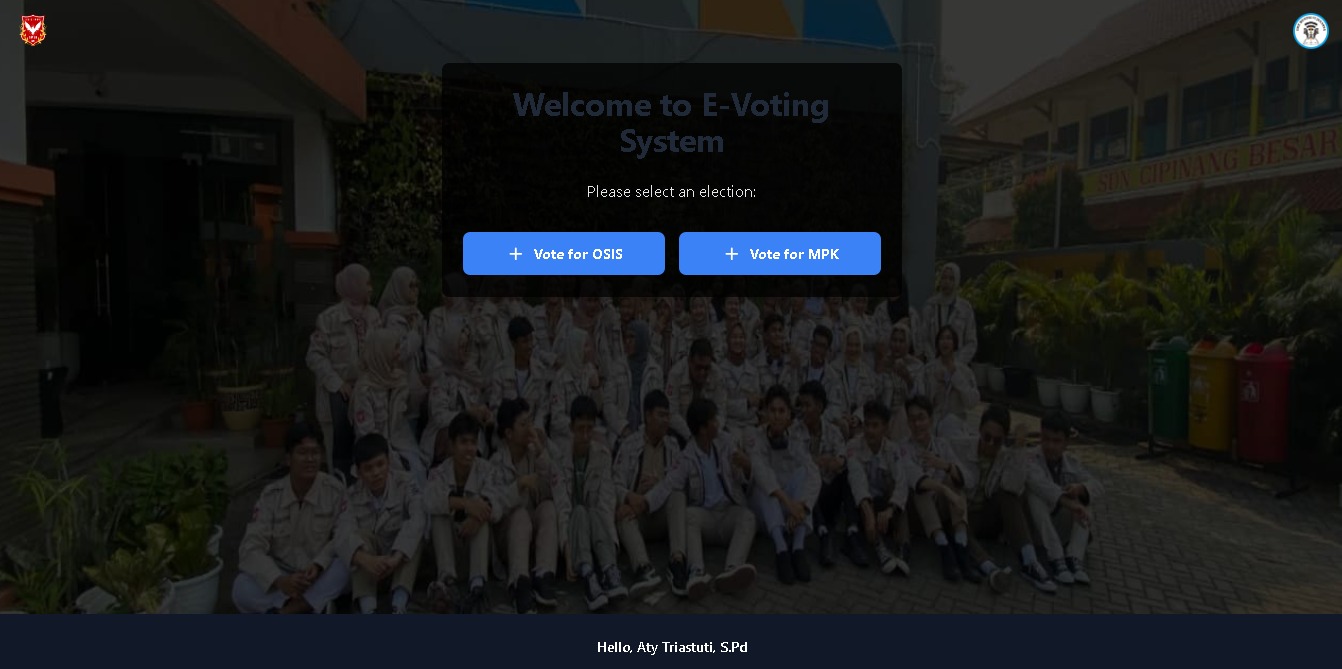 Welcome to E-Voting
System
Please select an election:
Vote for OSIS
Vote for MPK
SDN CIPINANG BESAR
Hello, Aty Triastuti, S.Pd